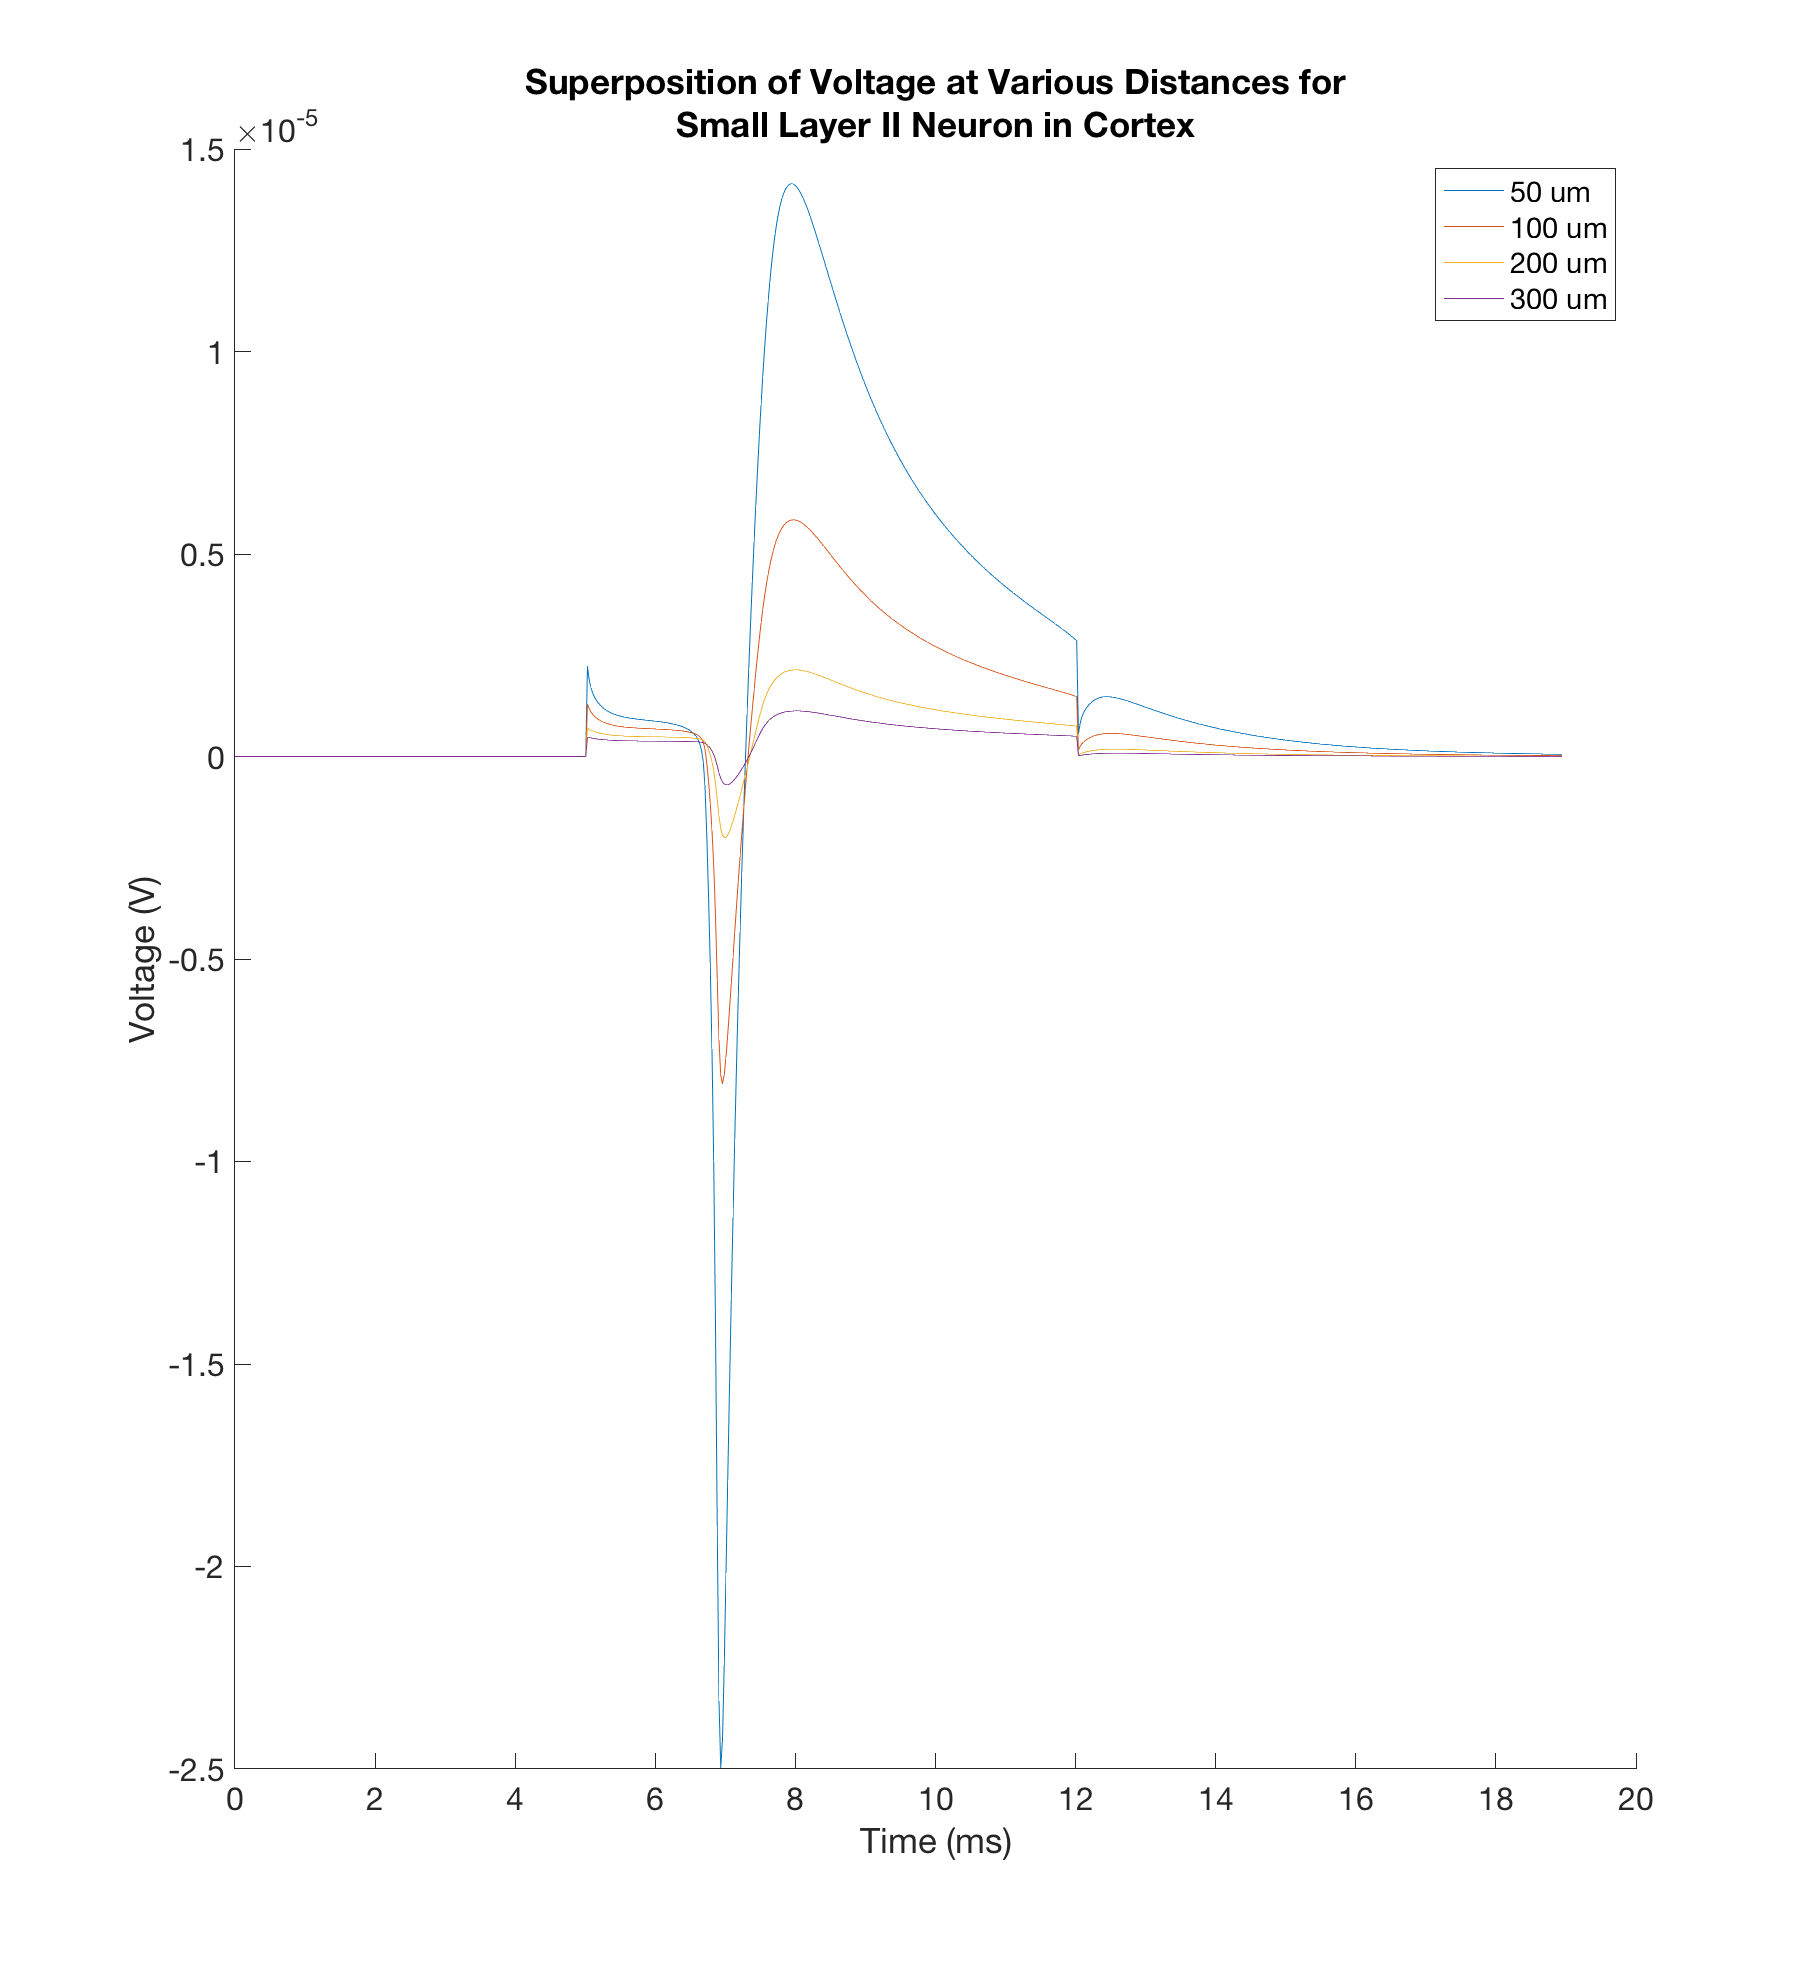 Superposition of Voltage at Various Distances for
Small Layer II Neuron in Cortex
×10-5
1.5
1
0.5
0
-0.5
-1
-1.5
-2
-2.5
Voltage (V)
50 um
100 um
200 um
300 um
0 2 4 6 8 10 12 14 16 18 20
Time (ms)